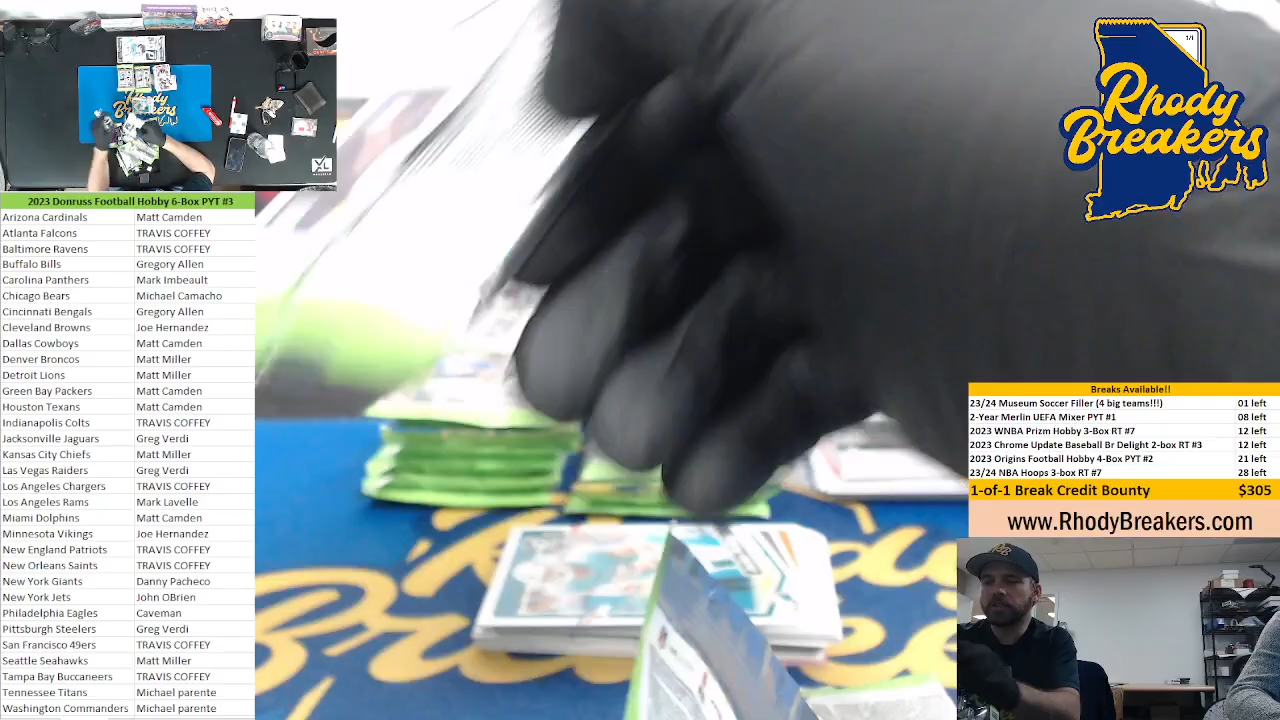 2023 Donruss Football Hobby 6-Box PYT #3
Arizona Cardinals Matt Camden
Atlanta Falcons TRAVIS COFFEY
Baltimore Ravens TRAVIS COFFEY
Buffalo Bills Gregory Allen
Carolina Panthers Mark Imbeault
Chicago Bears Michael Camacho
Cincinnati Bengals Gregory Allen
Cleveland Browns Joe Hernandez
Dallas Cowboys Matt Camden
Denver Broncos Matt Miller
Detroit Lions Matt Miller
Green Bay Packers Matt Camden
Houston Texans Matt Camden
Indianapolis Colts TRAVIS COFFEY
Jacksonville Jaguars Greg Verdi
Kansas City Chiefs Matt Miller
Las Vegas Raiders Greg Verdi
Los Angeles Chargers TRAVIS COFFEY
Los Angeles Rams Mark Lavelle
Miami Dolphins Matt Camden
Minnesota Vikings Joe Hernandez
New England Patriots TRAVIS COFFEY
New Orleans Saints TRAVIS COFFEY
New York Giants Danny Pacheco
New York Jets John OBrien
Philadelphia Eagles Caveman
Pittsburgh Steelers Greg Verdi
San Francisco 49ers TRAVIS COFFEY
Seattle Seahawks Matt Miller
Tampa Bay Buccaneers TRAVIS COFFEY
Tennessee Titans Michael parente
Washington Commanders Michael parente
Rhody
Breakers
XL
1/1
Rhody
Breakers
Breaks Available!!
23/24 Museum Soccer Filler (4 big teams!!!) 01 left
2-Year Merlin UEFA Mixer PYT #1 08 left
2023 WNBA Prizm Hobby 3-Box RT #7 12 left
2023 Chrome Update Baseball Br Delight 2-box RT #3 12 left
2023 Origins Football Hobby 4-Box PYT #2 21 left
23/24 NBA Hoops 3-box RT #7 28 left
1-of-1 Break Credit Bounty $305
www.RhodyBreakers.com